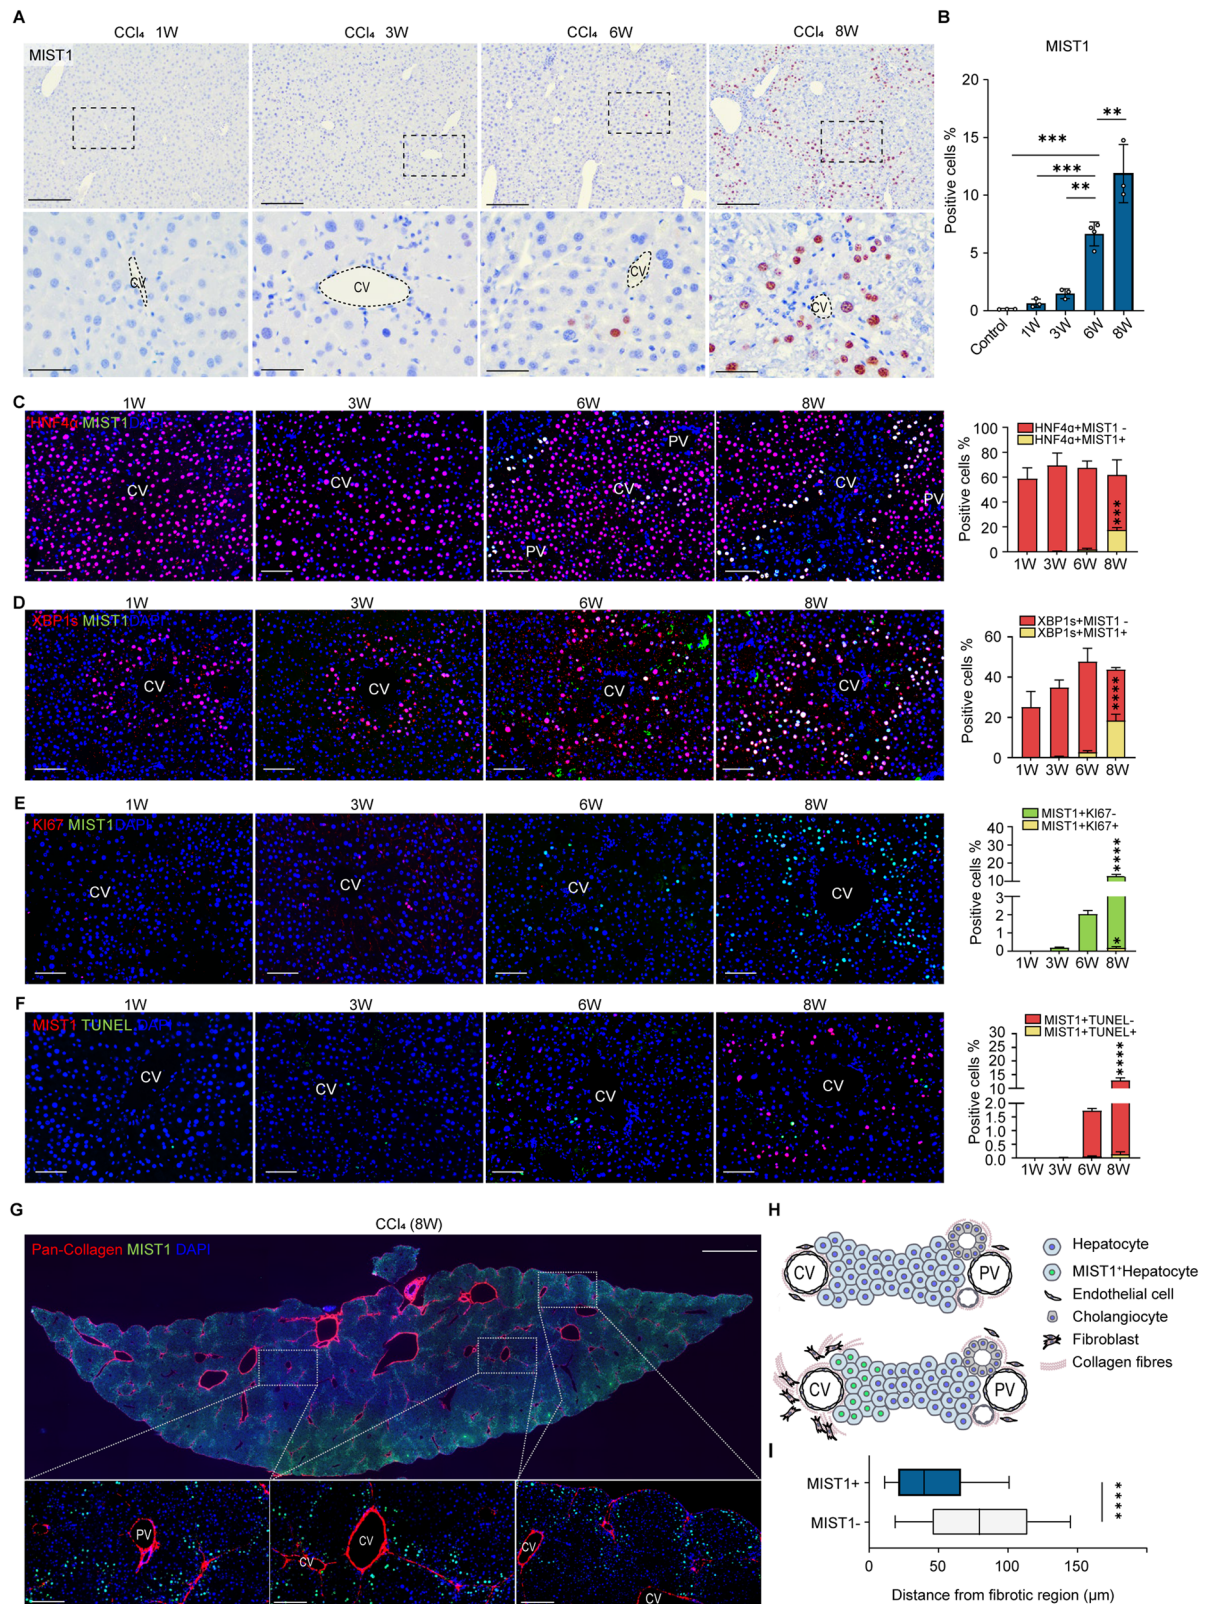 A
CCl₄ 1W
CCl₄ 3W
CCl₄ 6W
CCl₄ 8W
MIST1
CV
CV
CV
CV
B
MIST1
Positive cells %
20
15
10
5
0
**
***
***
**
Control
1W
3W
6W
8W
C
1W
3W
6W
8W
HNF4α MIST1 DAPI
CV
CV
PV
CV
PV
CV
PV
HNF4α+MIST1 -
HNF4α+MIST1+
Positive cells %
100
80
60
40
20
0
***
1W 3W 6W 8W
D
1W
3W
6W
8W
XBP1s MIST1 DAPI
CV
CV
CV
CV
XBP1s+MIST1 -
XBP1s+MIST1+
Positive cells %
60
40
20
0
****
1W 3W 6W 8W
E
1W
3W
6W
8W
KI67 MIST1 DAPI
CV
CV
CV
CV
MIST1+KI67-
MIST1+KI67+
Positive cells %
40
30
20
10
3
2
1
0
****
*
1W 3W 6W 8W
F
1W
3W
6W
8W
MIST1 TUNEL DAPI
CV
CV
CV
CV
MIST1+TUNEL-
MIST1+TUNEL+
Positive cells %
30
25
20
15
10
2.0
1.5
1.0
0.5
0.0
****
1W 3W 6W 8W
G
CCl₄ (8W)
Pan-Collagen MIST1 DAPI
PV
CV
CV
CV
CV
H
CV
PV
CV
PV
Hepatocyte
MIST1⁺Hepatocyte
Endothelial cell
Cholangiocyte
Fibroblast
Collagen fibres
I
MIST1+
MIST1-
****
0 50 100 150
Distance from fibrotic region (μm)